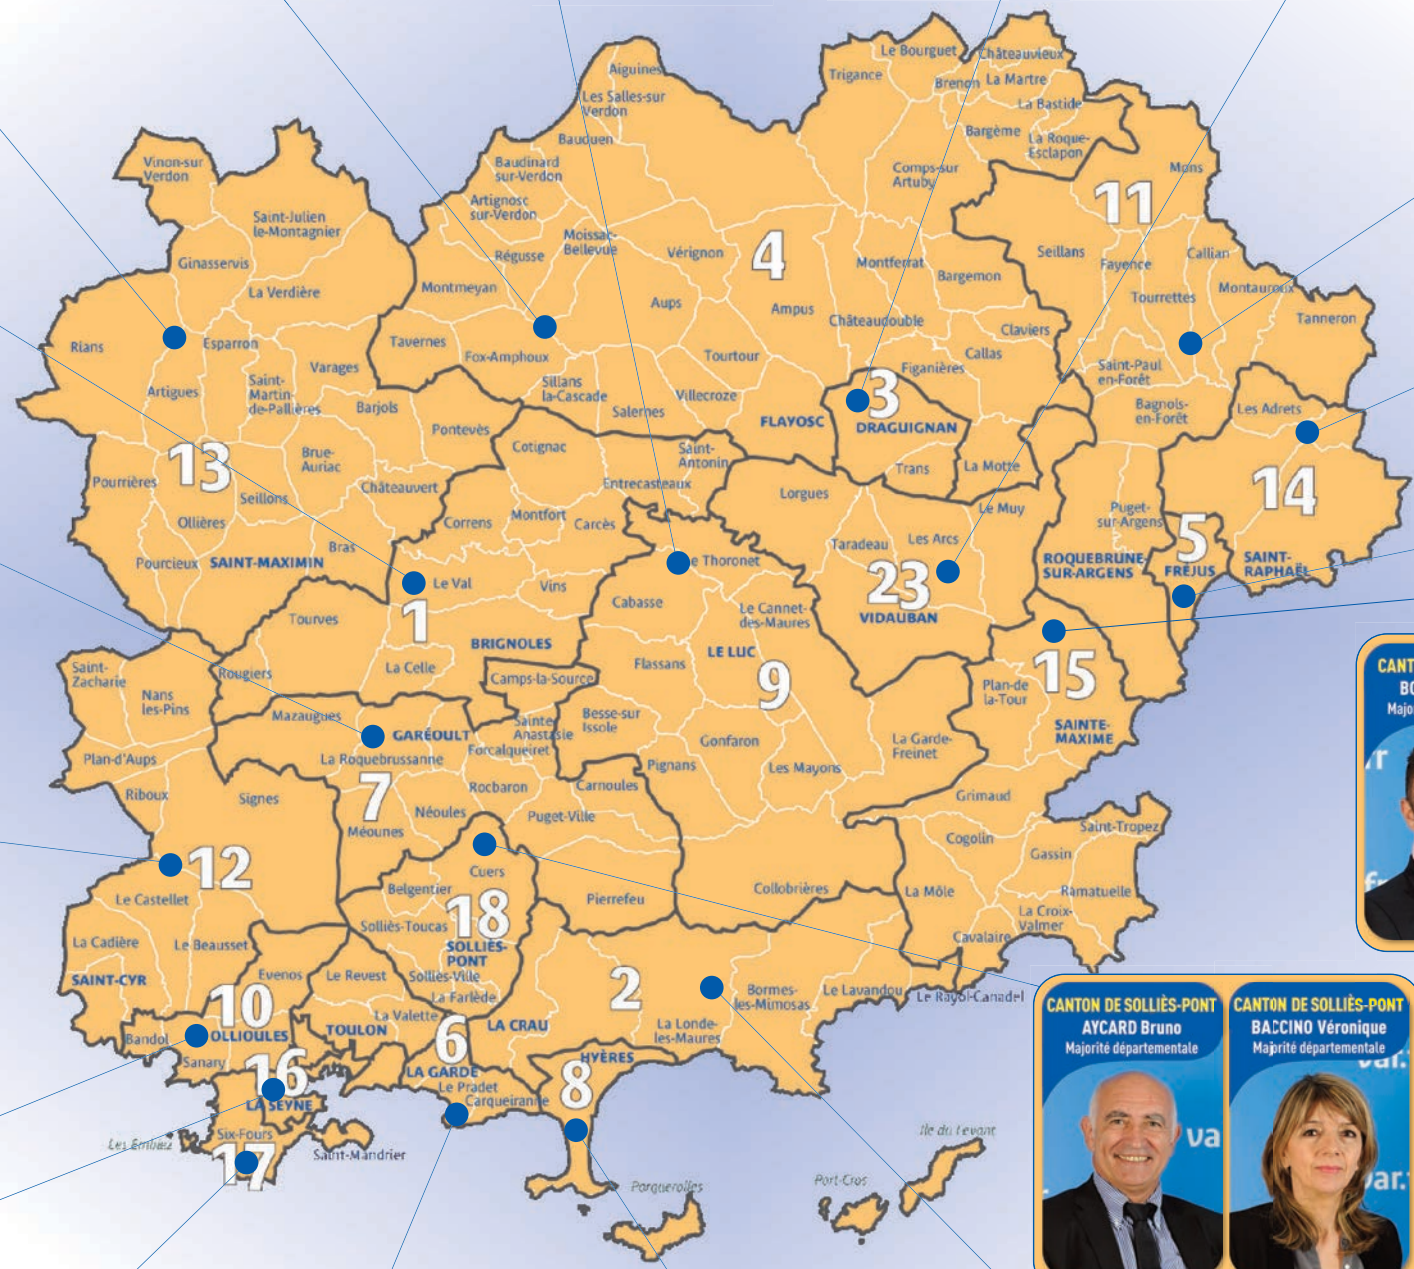 Le Bourguet
Châteauvieux
Aiguines
Trigance
Brenon
La Martre
Les Salles-sur
Verdon
La Bastide
Bauduen
Bargème
La Roque-
Esclapon
Vinon-sur
Verdon
Baudinard
sur-Verdon
Comps-sur
Artuby
Mons
11
Artignosc
sur-Verdon
Saint-Julien
le-Montagnier
Moissac-
Bellevue
Régusse
Vérignon
4
Montferrat
Seillans
Fayence
Callian
Ginasservis
Bargemon
La Verdière
Montmeyan
Aups
Ampus
Tourrettes
Montauroux
Châteaudouble
Claviers
Tanneron
Rians
Esparron
Tavernes
Fox-Amphoux
Tourtour
Callas
Varages
Figanières
Saint-Paul
en-Forêt
Artigues
Saint-
Martin-
de-Pallières
Sillans
la-Cascade
Villecroze
3
Barjols
Salernes
FLAYOSC
DRAGUIGNAN
Bagnols-
en-Forêt
Les Adrets
Pontevès
Cotignac
Saint-
Antonin
Trans
La Motte
13
Brue-
Auriac
Pourrières
Seillons
Châteauvert
Entrecasteaux
Lorgues
14
Ollières
Correns
Montfort
Carcès
Le Muy
Puget-
sur-Argens
5
Bras
Taradeau
Les Arcs
Pourcieux
SAINT-MAXIMIN
e Thoronet
ROQUEBRUNE-
SUR-ARGENS
FRÉJUS
SAINT-
RAPHAËL
Le Val
Vins
23
Cabasse
Le Cannet-
des-Maures
VIDAUBAN
Tourves
1
BRIGNOLES
LE LUC
Saint-
Zacharie
Rougiers
La Celle
Camps-la-Source
Flassans
9
15
Plan-de
la-Tour
Nans
les-Pins
Mazaugues
GARÉOULT
Sainte
Anastasie
Forcalqueiret
Besse-sur
Issole
SAINTE-
MAXIME
Gonfaron
La Garde-
Freinet
Plan-d'Aups
La Roquebrussanne
Pignans
Les Mayons
Riboux
Signes
7
Rocbaron
Carnoules
Grimaud
Néoules
Puget-Ville
Méounes
Cogolin
Saint-Tropez
Gassin
12
Cuers
Belgentier
Collobrières
La Môle
Ramatuelle
Le Castellet
18
Pierrefeu
Solliès-Toucas
La Croix-
Valmer
La Cadière
Le Beausset
SOLLIÈS-
PONT
Cavalaire
SAINT-CYR
Evenos
Le Revest
Solliès-Ville
2
Bormes-
les-Mimosas
Le Lavandou
Le Rayol-Canadel
10
La Farlède
La Valette
Bandol
OLLIOULES
TOULON
6
LA CRAU
La Londe-
les-Maures
Sanary
16
LA GARDE
HYÈRES
Le Pradet
8
Carqueiranne
LA SEYNE
Six-Fours
Les Embiez
Saint-Mandrier
17
Ile du Levant
Port-Cros
Porquerolles
CANT
BO
Majo
fr
CANTON DE SOLLIÈS-PONT
AYCARD Bruno
Majorité départementale
va
CANTON DE SOLLIÈS-PONT
BACCINO Véronique
Majorité départementale
var.
var.